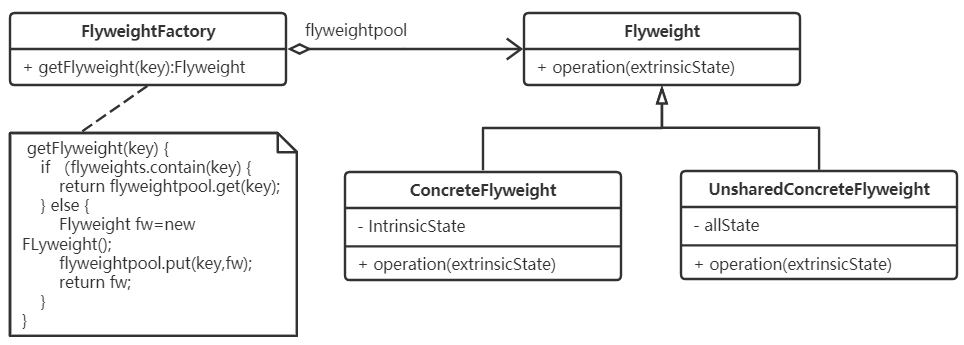 FlyweightFactory
+ getFlyweight(key):Flyweight
flyweightpool
Flyweight
+ operation(extrinsicState)
getFlyweight(key) {
if (flyweights.contain(key) {
return flyweightpool.get(key);
} else {
Flyweight fw=new
FLyweight();
flyweightpool.put(key,fw);
return fw;
}
}
ConcreteFlyweight
- IntrinsicState
+ operation(extrinsicState)
UnsharedConcreteFlyweight
- allState
+ operation(extrinsicState)